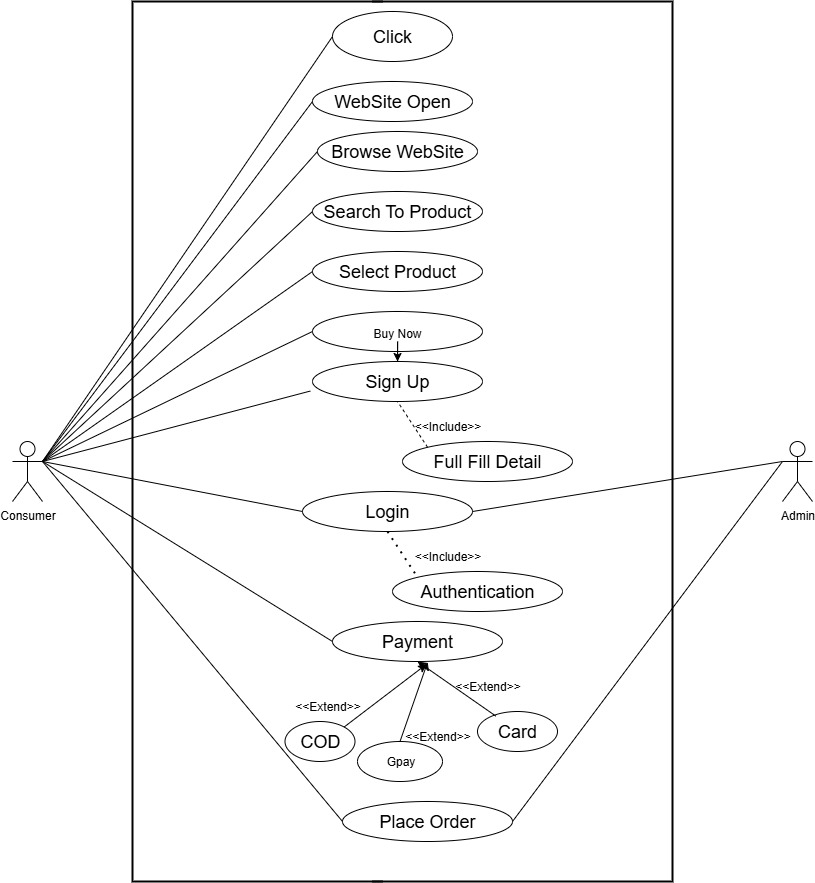 Click
WebSite Open
Browse WebSite
Search To Product
Select Product
Buy Now
Sign Up
<<Include>>
Full Fill Detail
Consumer
Login
Admin
<<Include>>
Authentication
Payment
<<Extend>>
<<Extend>>
<<Extend>>
COD
Card
Gpay
Place Order